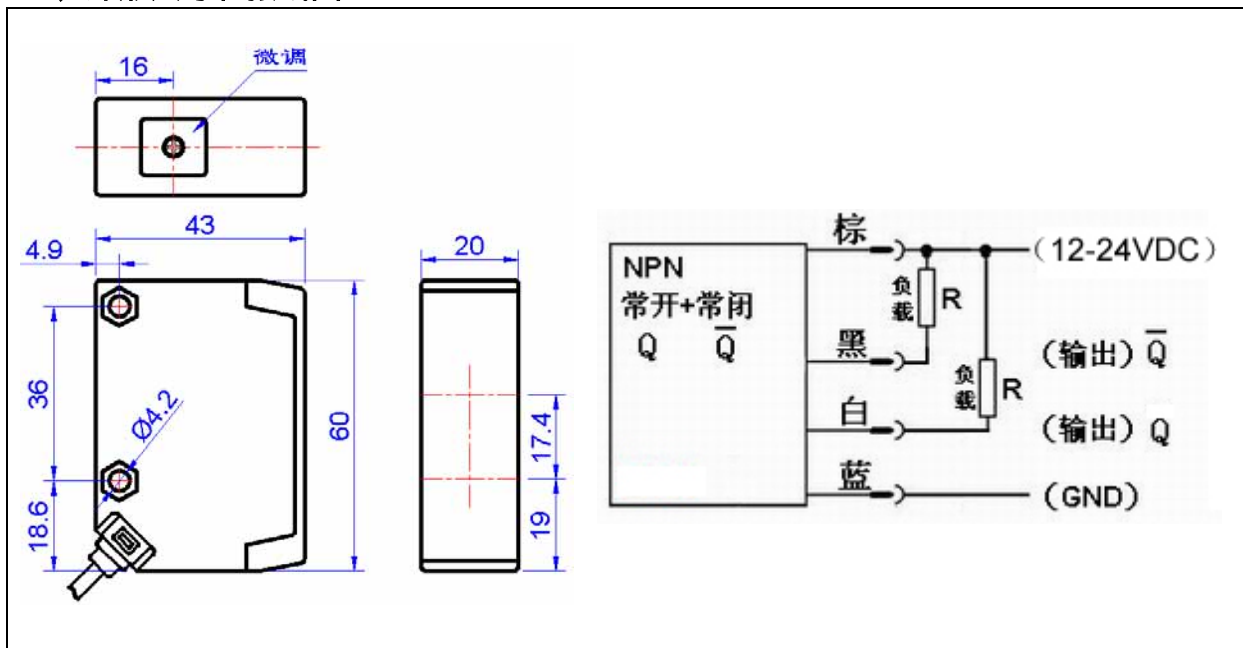 16
微调
43
4.9
36
Ø4.2
18.6
60
20
17.4
19
NPN
常开+常闭
Q Q̅
棕
(12-24VDC)
负载
R
黑
(输出) Q̅
负载
R
白
(输出) Q
蓝
(GND)